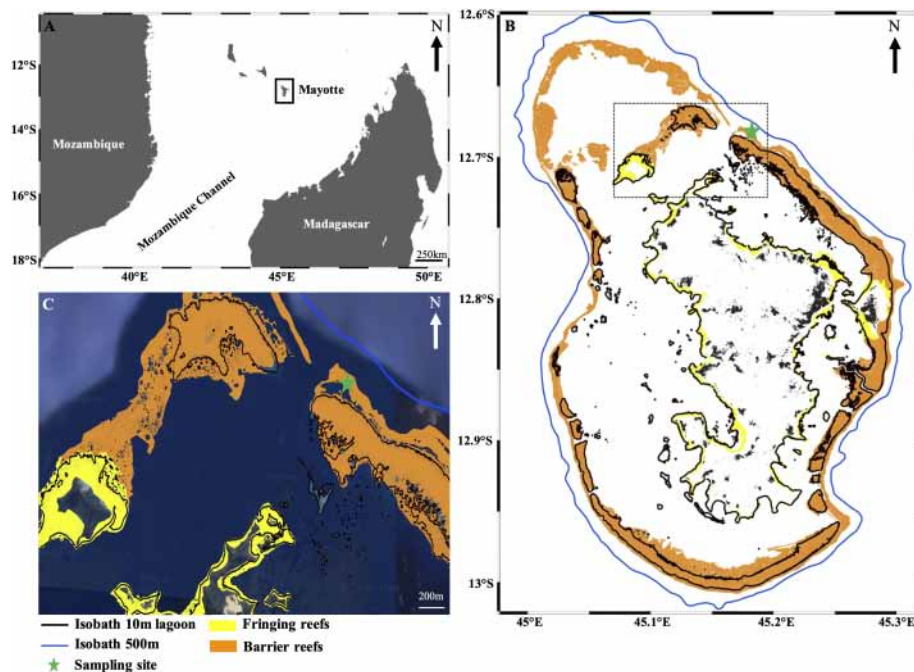 A
N
12°S
14°S
16°S
18°S
Mayotte
Mozambique
Mozambique Channel
Madagascar
250km
40°E
45°E
50°E
B
N
12.6°S
12.7°S
12.8°S
12.9°S
13°S
45°E
45.1°E
45.2°E
45.3°E
C
N
200m
Isobath 10m lagoon
Fringing reefs
Isobath 500m
Barrier reefs
Sampling site